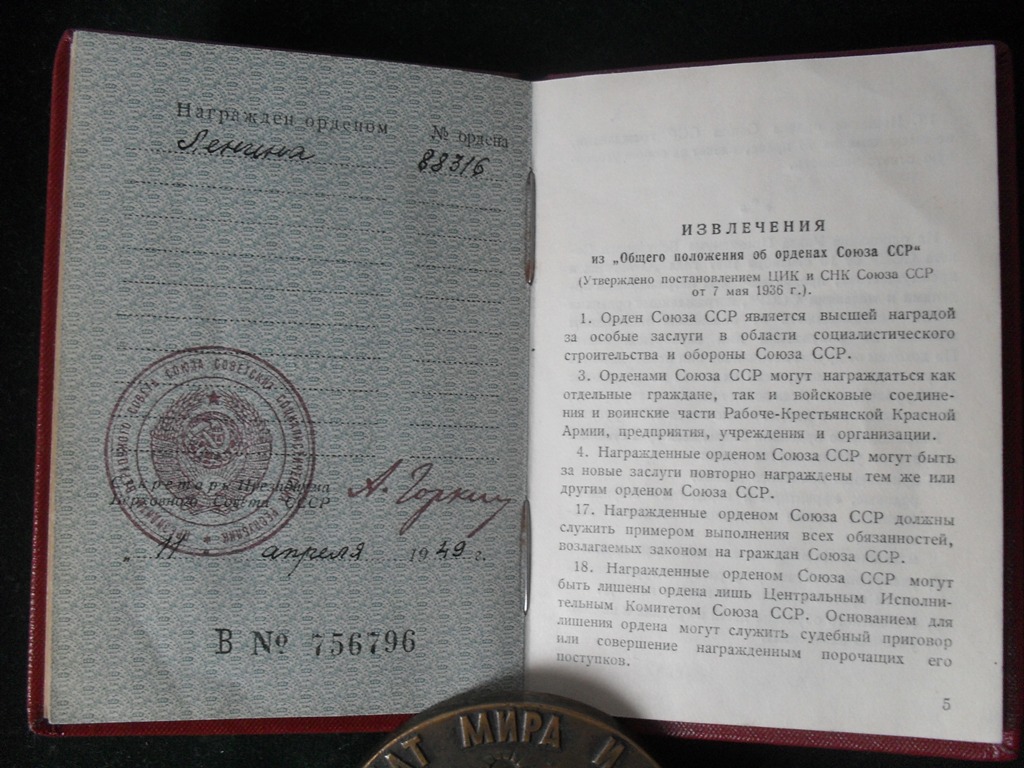 Награжден орденом № ордена
Ленина 88316
СОЮЗА СОВЕТСКИХ
Секретарь Президиума
Верховного Совета СССР
А. Горкин
„ 17 апреля 1949 г.
В № 756796
ИЗВЛЕЧЕНИЯ
из „Общего положения об орденах Союза ССР“
(Утверждено постановлением ЦИК и СНК Союза ССР
от 7 мая 1936 г.).
1. Орден Союза ССР является высшей наградой
за особые заслуги в области социалистического
строительства и обороны Союза ССР.
3. Орденами Союза ССР могут награждаться как
отдельные граждане, так и войсковые соедине-
ния и воинские части Рабоче-Крестьянской Красной
Армии, предприятия, учреждения и организации.
4. Награжденные орденом Союза ССР могут быть
за новые заслуги повторно награждены тем же или
другим орденом Союза ССР.
17. Награжденные орденом Союза ССР должны
служить примером выполнения всех обязанностей,
возлагаемых законом на граждан Союза ССР.
18. Награжденные орденом Союза ССР могут
быть лишены ордена лишь Центральным Исполни-
тельным Комитетом Союза ССР. Основанием для
лишения ордена могут служить судебный приговор
или совершение награжденным порочащих его
поступков.
5
АТ МИРА И